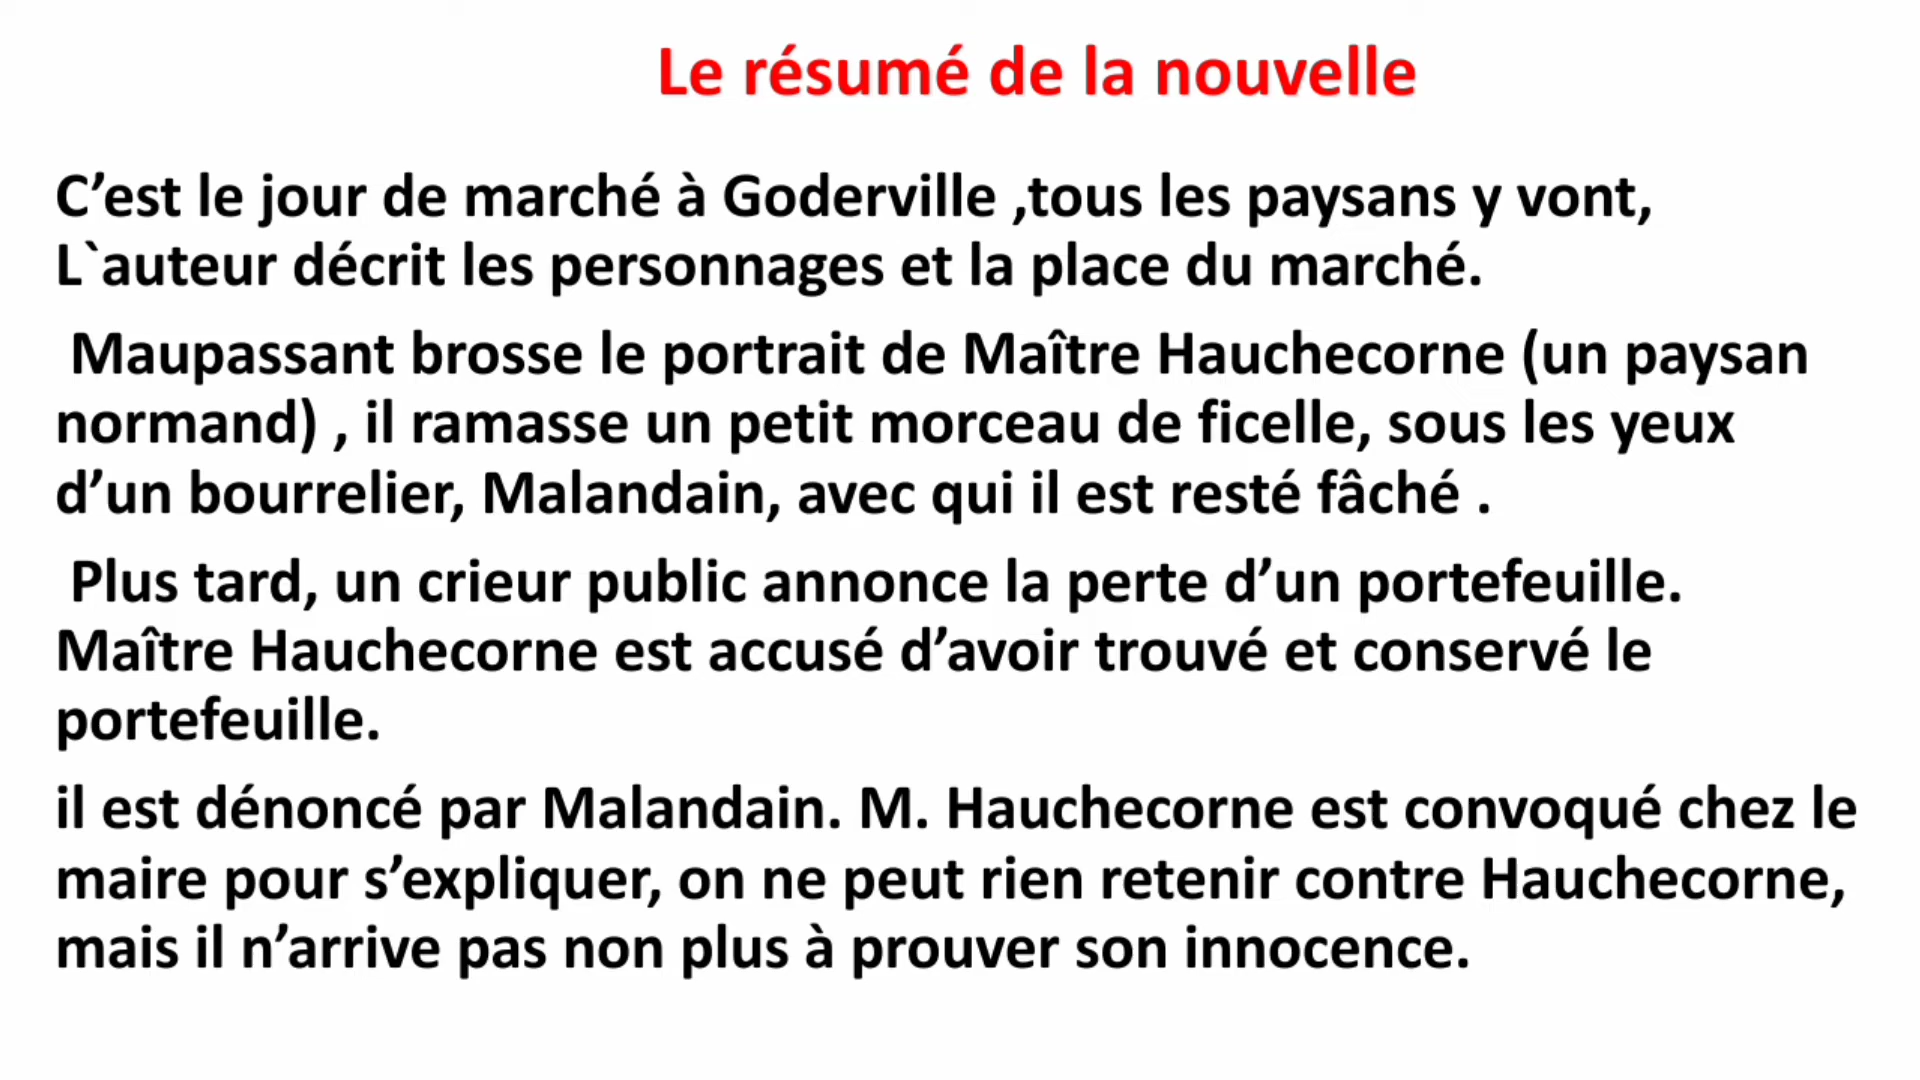 Le résumé de la nouvelle
C’est le jour de marché à Goderville ,tous les paysans y vont,
L`auteur décrit les personnages et la place du marché.
Maupassant brosse le portrait de Maître Hauchecorne (un paysan
normand) , il ramasse un petit morceau de ficelle, sous les yeux
d’un bourrelier, Malandain, avec qui il est resté fâché .
Plus tard, un crieur public annonce la perte d’un portefeuille.
Maître Hauchecorne est accusé d’avoir trouvé et conservé le
portefeuille.
il est dénoncé par Malandain. M. Hauchecorne est convoqué chez le
maire pour s’expliquer, on ne peut rien retenir contre Hauchecorne,
mais il n’arrive pas non plus à prouver son innocence.